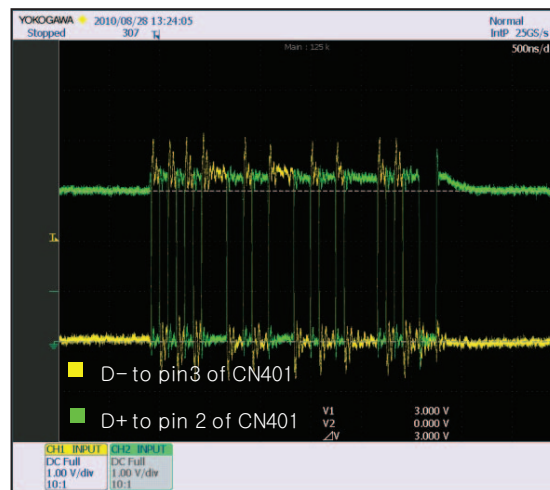 YOKOGAWA 2010/08/28 13:24:05 Normal
Stopped 307 IntP 25GS/s
Main : 125 k 500ns/d
D- to pin3 of CN401
D+ to pin 2 of CN401
V1 3.000 V
V2 0.000 V
⊿V 3.000 V
CH1 INPUT CH2 INPUT
DC Full DC Full
1.00 V/div 1.00 V/div
10:1 10:1